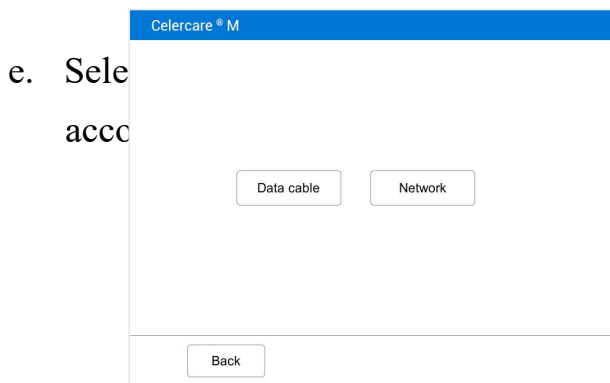 Celercare ® M
e. Sele
acco
Data cable Network
Back